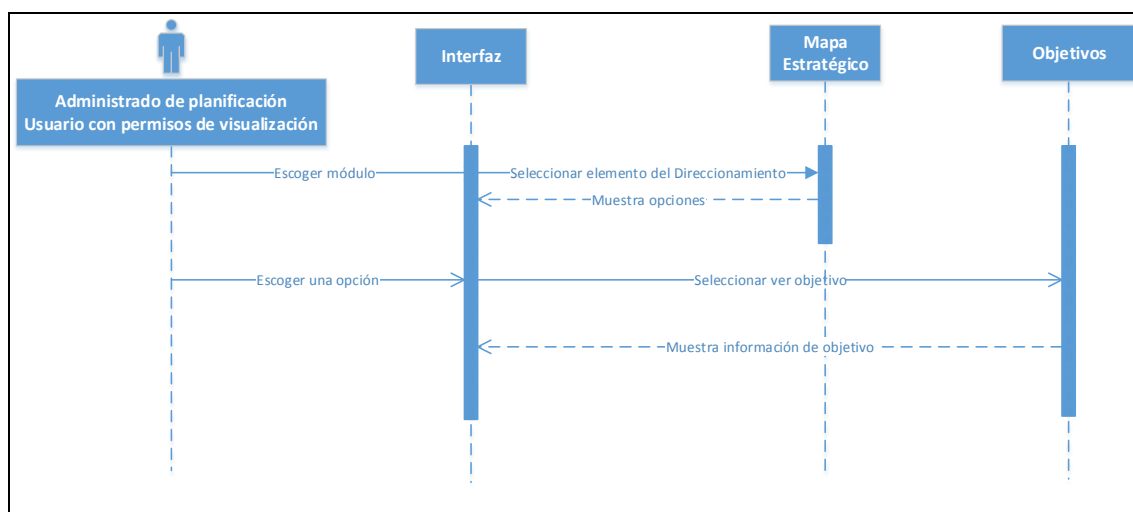 Administrado de planificación
Usuario con permisos de visualización
Interfaz
Mapa
Estratégico
Objetivos
Escoger módulo
Seleccionar elemento del Direccionamiento
Muestra opciones
Escoger una opción
Seleccionar ver objetivo
Muestra información de objetivo